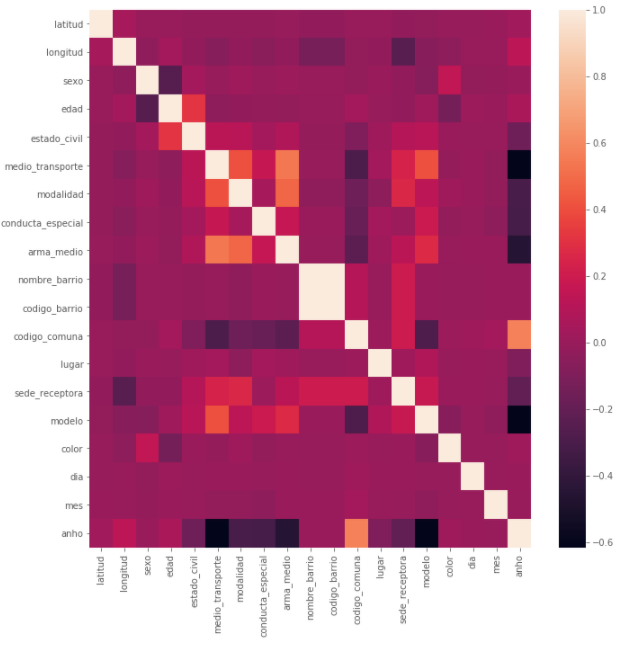 latitud
longitud
sexo
edad
estado_civil
medio_transporte
modalidad
conducta_especial
arma_medio
nombre_barrio
codigo_barrio
codigo_comuna
lugar
sede_receptora
modelo
color
dia
mes
anho
latitud
longitud
sexo
edad
estado_civil
medio_transporte
modalidad
conducta_especial
arma_medio
nombre_barrio
codigo_barrio
codigo_comuna
lugar
sede_receptora
modelo
color
dia
mes
anho
1.0
0.8
0.6
0.4
0.2
0.0
−0.2
−0.4
−0.6